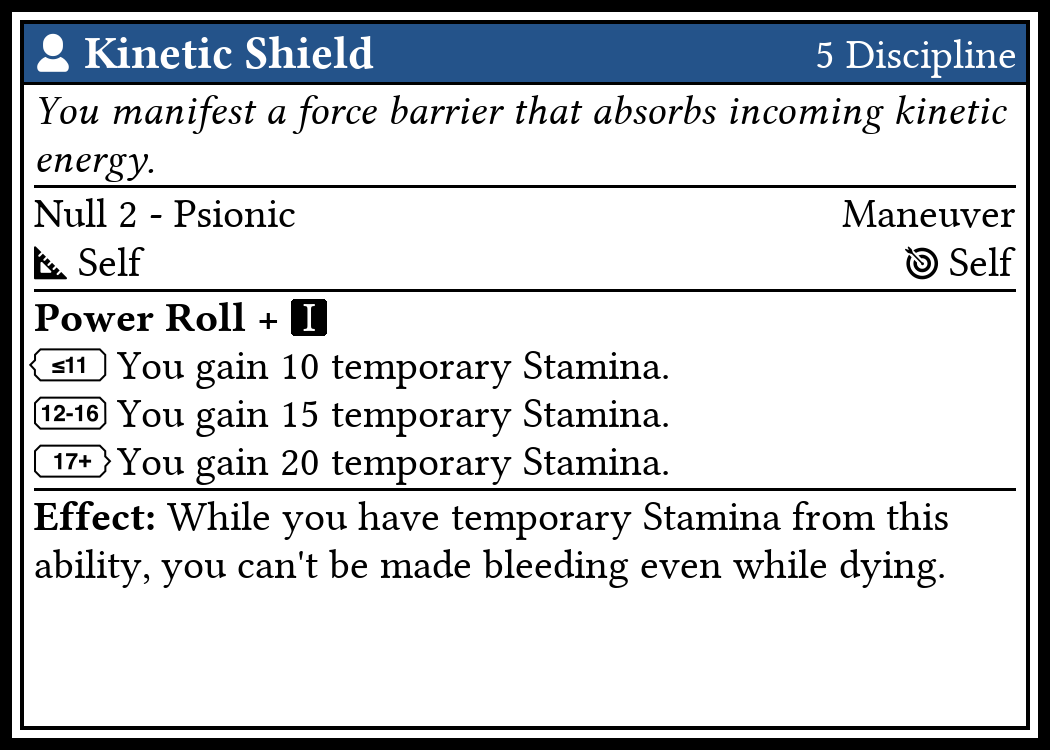 Kinetic Shield 5 Discipline
You manifest a force barrier that absorbs incoming kinetic
energy.
Null 2 - Psionic Maneuver
Self Self
Power Roll + I
≤11 You gain 10 temporary Stamina.
12-16 You gain 15 temporary Stamina.
17+ You gain 20 temporary Stamina.
Effect: While you have temporary Stamina from this
ability, you can't be made bleeding even while dying.